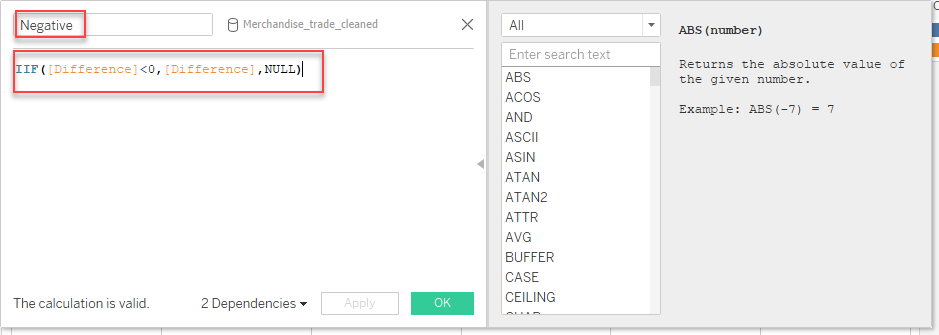 Negative
Merchandise_trade_cleaned
IIF([Difference]<0,[Difference],NULL)
The calculation is valid.
2 Dependencies
Apply
OK
All
Enter search text
ABS
ACOS
AND
ASCII
ASIN
ATAN
ATAN2
ATTR
AVG
BUFFER
CASE
CEILING
ABS(number)
Returns the absolute value of
the given number.
Example: ABS(-7) = 7